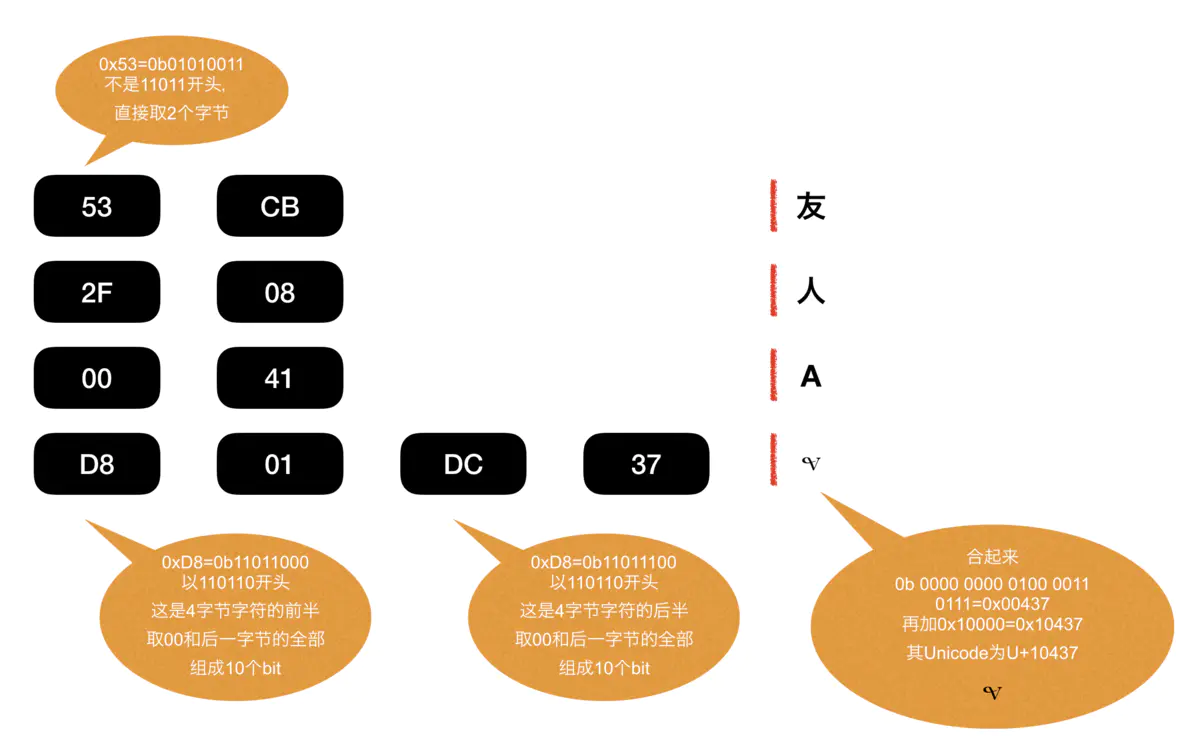 0x53=0b01010011
不是11011开头,
直接取2个字节
53 CB 友
2F 08 人
00 41 A
D8 01 DC 37 𐐷
0xD8=0b11011000
以110110开头
这是4字节字符的前半
取00和后一字节的全部
组成10个bit
0xD8=0b11011100
以110110开头
这是4字节字符的后半
取00和后一字节的全部
组成10个bit
合起来
0b 0000 0000 0100 0011
0111=0x00437
再加0x10000=0x10437
其Unicode为U+10437
𐐷